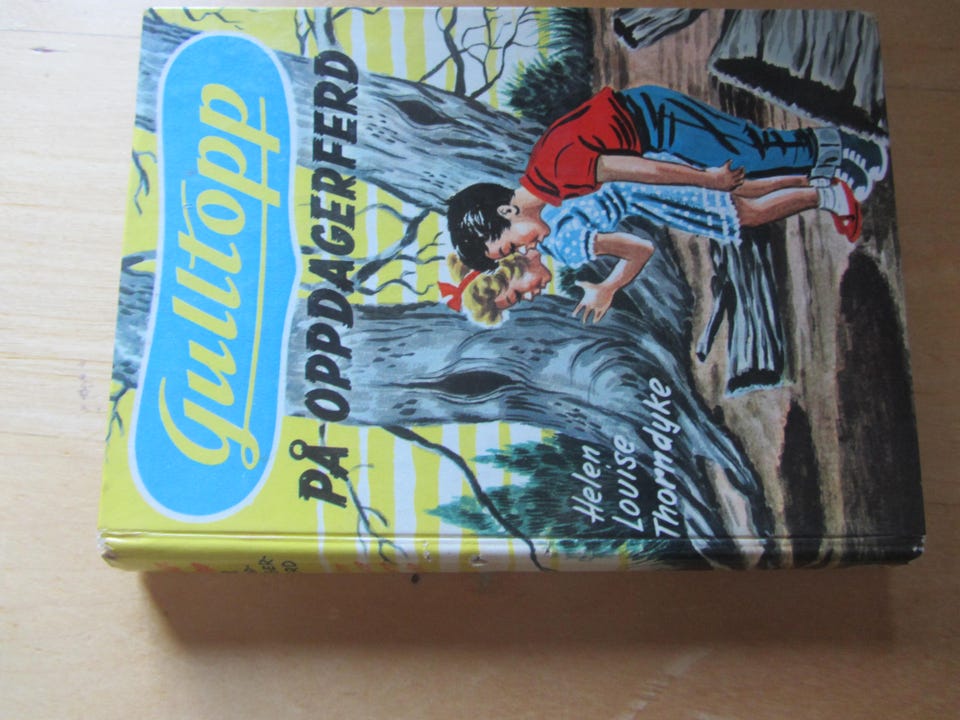 Gulltopp
PÅ OPPDAGERFERD
Helen
Louise
Thorndyke